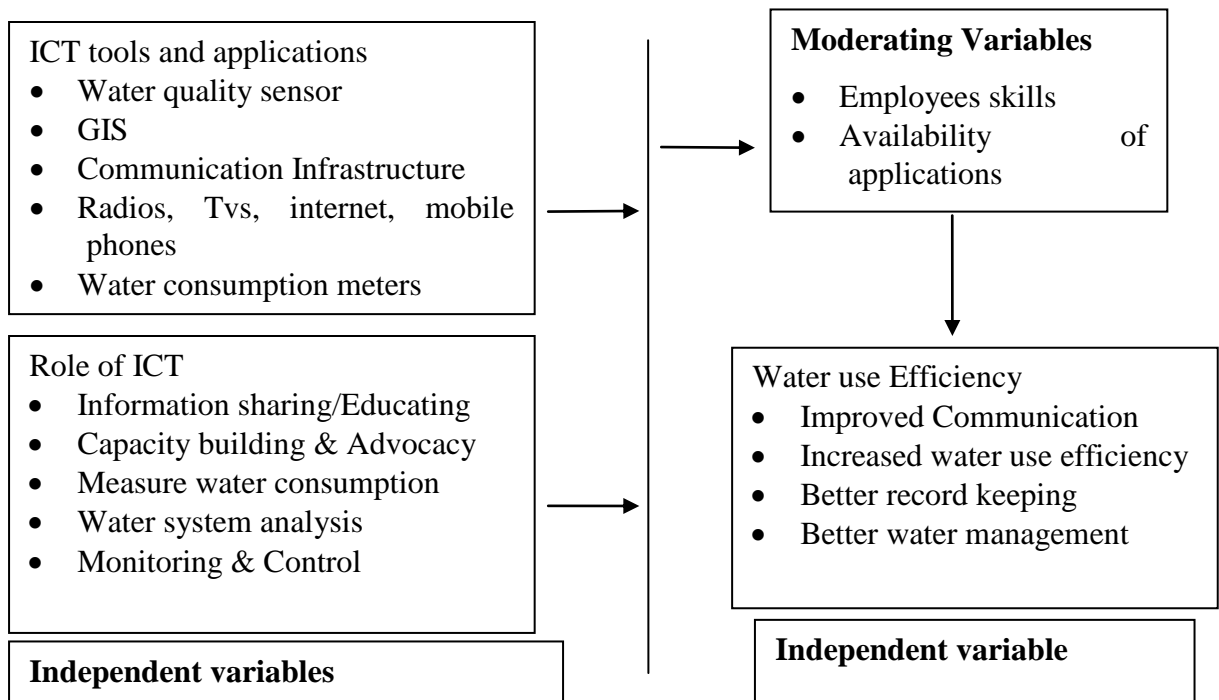 ICT tools and applications
• Water quality sensor
• GIS
• Communication Infrastructure
• Radios, Tvs, internet, mobile
phones
• Water consumption meters
Role of ICT
• Information sharing/Educating
• Capacity building & Advocacy
• Measure water consumption
• Water system analysis
• Monitoring & Control
Independent variables
Moderating Variables
• Employees skills
• Availability of
applications
Water use Efficiency
• Improved Communication
• Increased water use efficiency
• Better record keeping
• Better water management
Independent variable